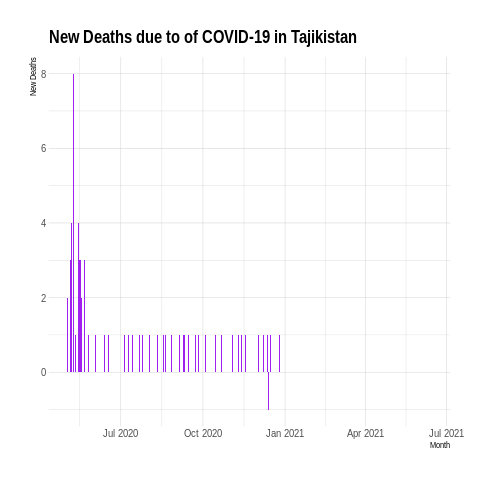 New Deaths due to of COVID-19 in Tajikistan
New Deaths
8
6
4
2
0
Jul 2020 Oct 2020 Jan 2021 Apr 2021 Jul 2021
Month